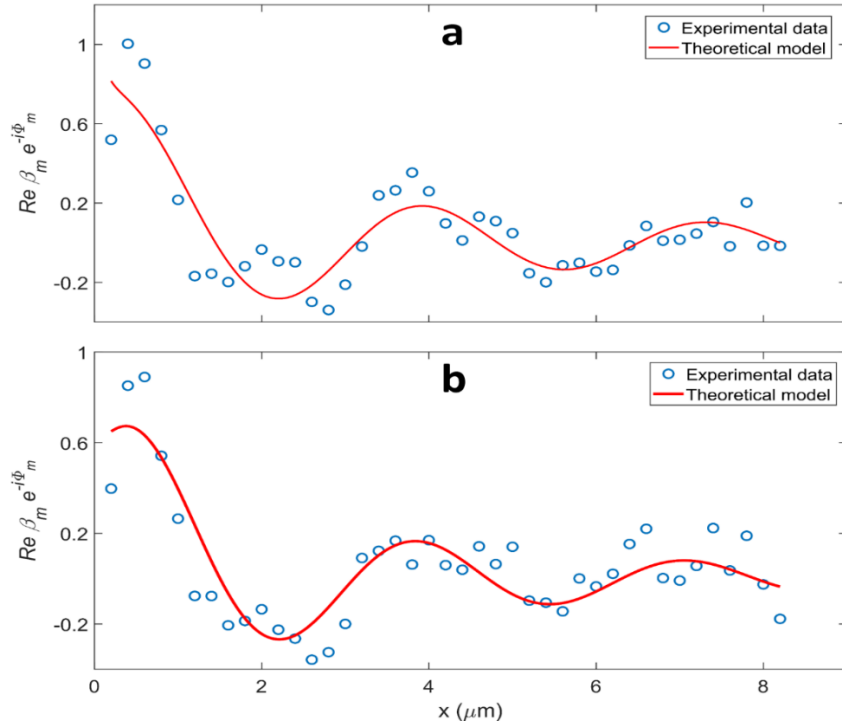 a
Experimental data
Theoretical model
1
0.6
0.2
-0.2
Re β_m e^{-iΦ_m}
b
Experimental data
Theoretical model
1
0.6
0.2
-0.2
Re β_m e^{-iΦ_m}
0 2 4 6 8
x (μm)